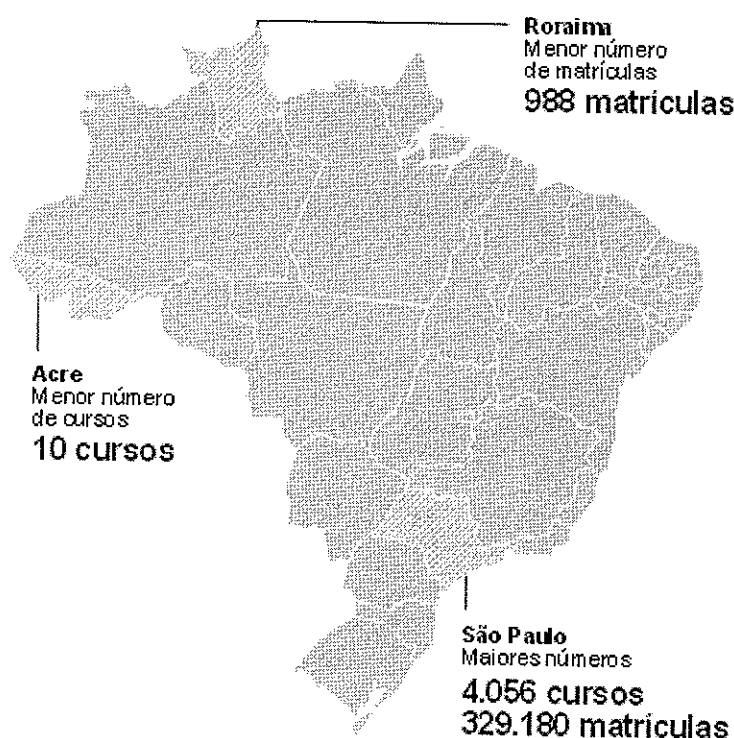 Roraima
Menor número
de matrículas
988 matrículas
Acre
Menor número
de cursos
10 cursos
São Paulo
Maiores números
4.056 cursos
329.180 matrículas